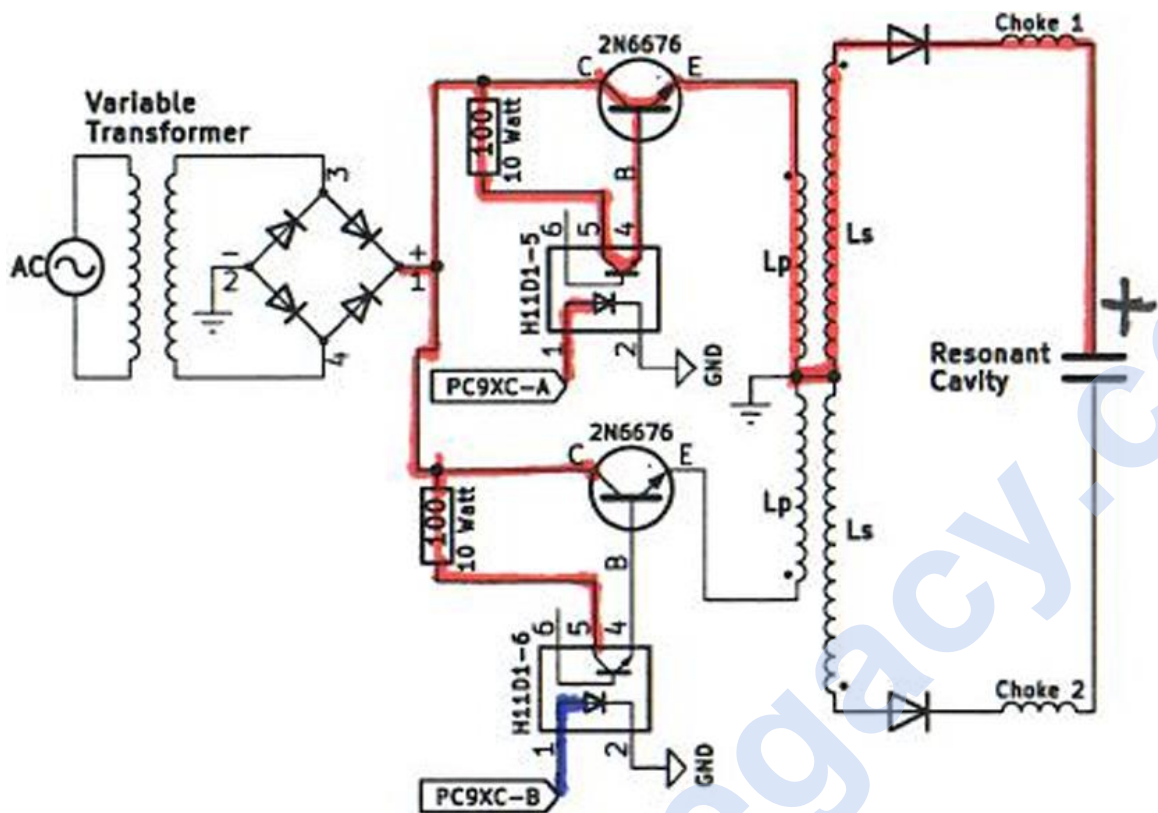 Choke 1
2N6676
C
E
Variable
Transformer
100
10 Watt
B
3
AC
-
2
+
1
4
6
5
4
H11D1-5
1
2
GND
PC9XC-A
Lp
Ls
+
Resonant
Cavity
2N6676
C
E
100
10 Watt
B
Lp
Ls
6
5
4
H11D1-6
1
2
GND
PC9XC-B
Choke 2
gacy.c